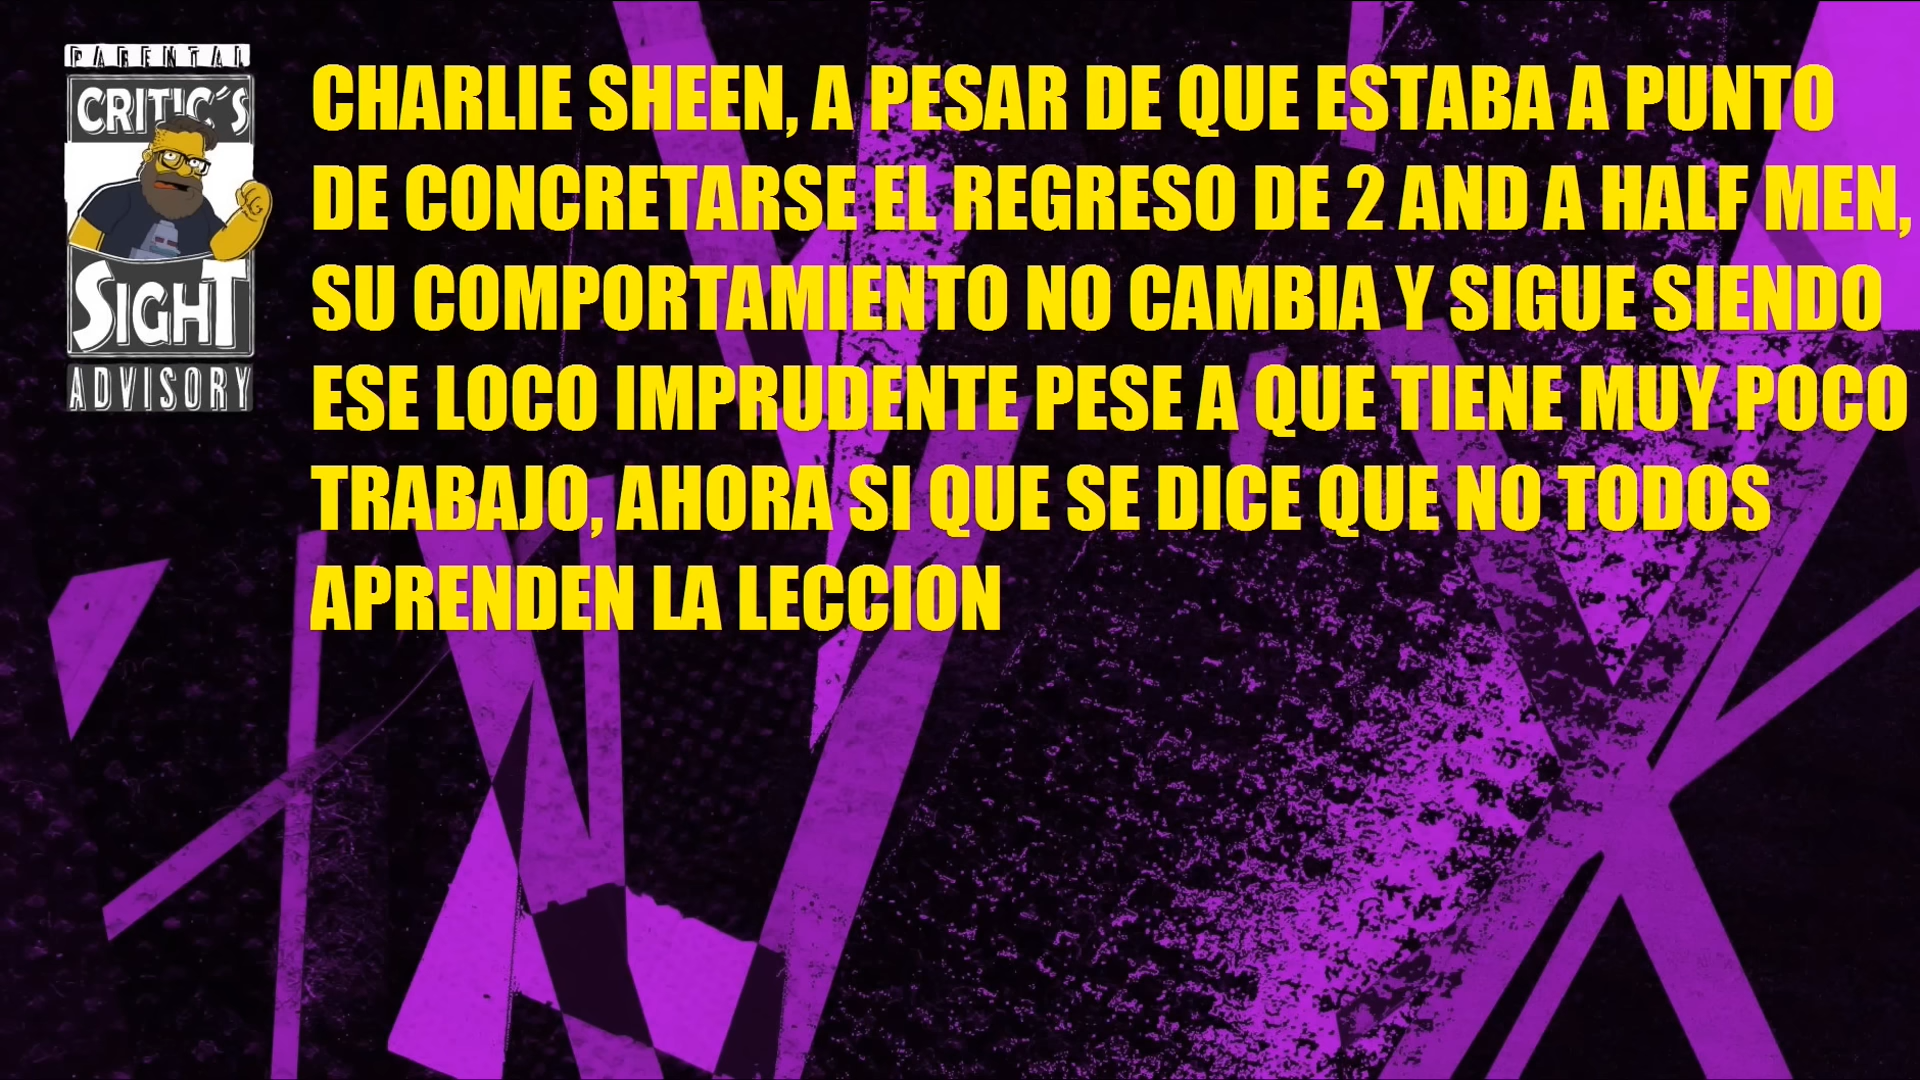 PARENTAL
CRITIC´S
SIGHT
ADVISORY
CHARLIE SHEEN, A PESAR DE QUE ESTABA A PUNTO
DE CONCRETARSE EL REGRESO DE 2 AND A HALF MEN,
SU COMPORTAMIENTO NO CAMBIA Y SIGUE SIENDO
ESE LOCO IMPRUDENTE PESE A QUE TIENE MUY POCO
TRABAJO, AHORA SI QUE SE DICE QUE NO TODOS
APRENDEN LA LECCION